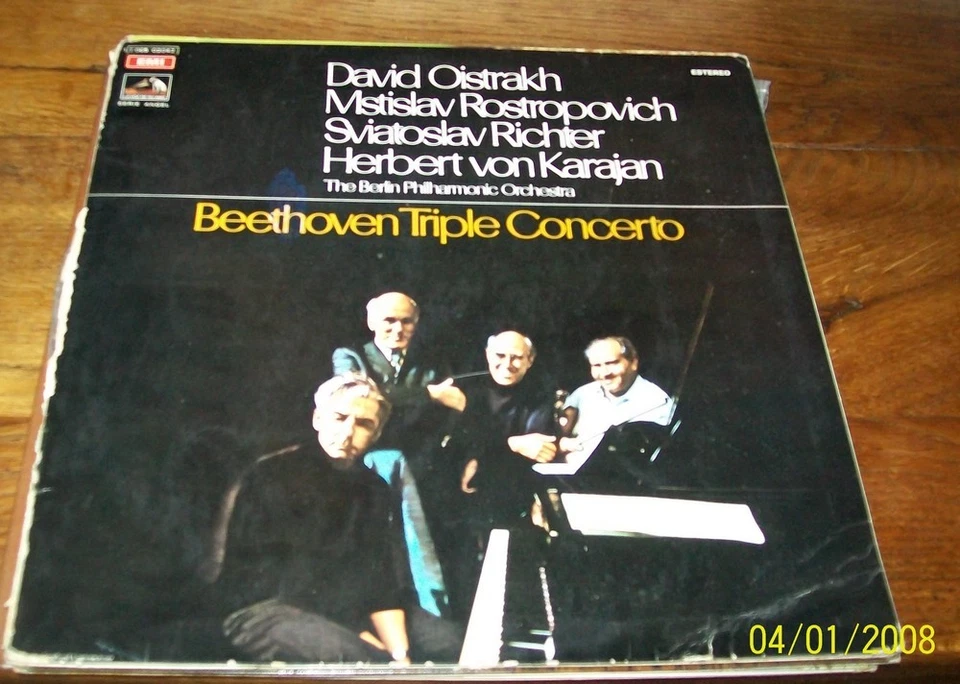 EMI
ESTEREO
David Oistrakh
Mstislav Rostropovich
Sviatoslav Richter
Herbert von Karajan
The Berlin Philharmonic Orchestra
Beethoven Triple Concerto
04/01/2008